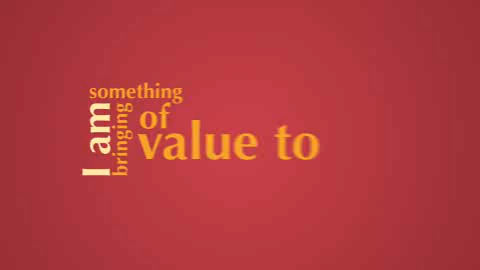 I am
bringing
something
of
value to